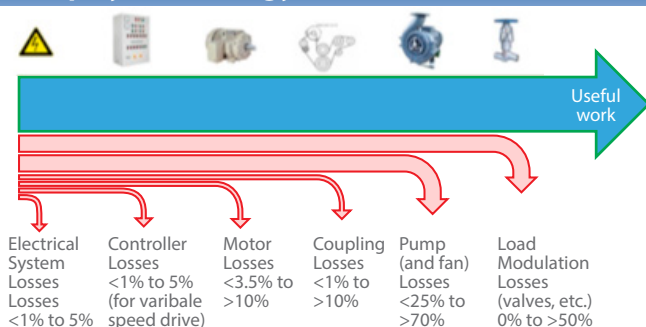 Useful
work
Electrical
System
Losses
Losses
<1% to 5%
Controller
Losses
<1% to 5%
(for varibale
speed drive)
Motor
Losses
<3.5% to
>10%
Coupling
Losses
<1% to
>10%
Pump
(and fan)
Losses
<25% to
>70%
Load
Modulation
Losses
(valves, etc.)
0% to >50%